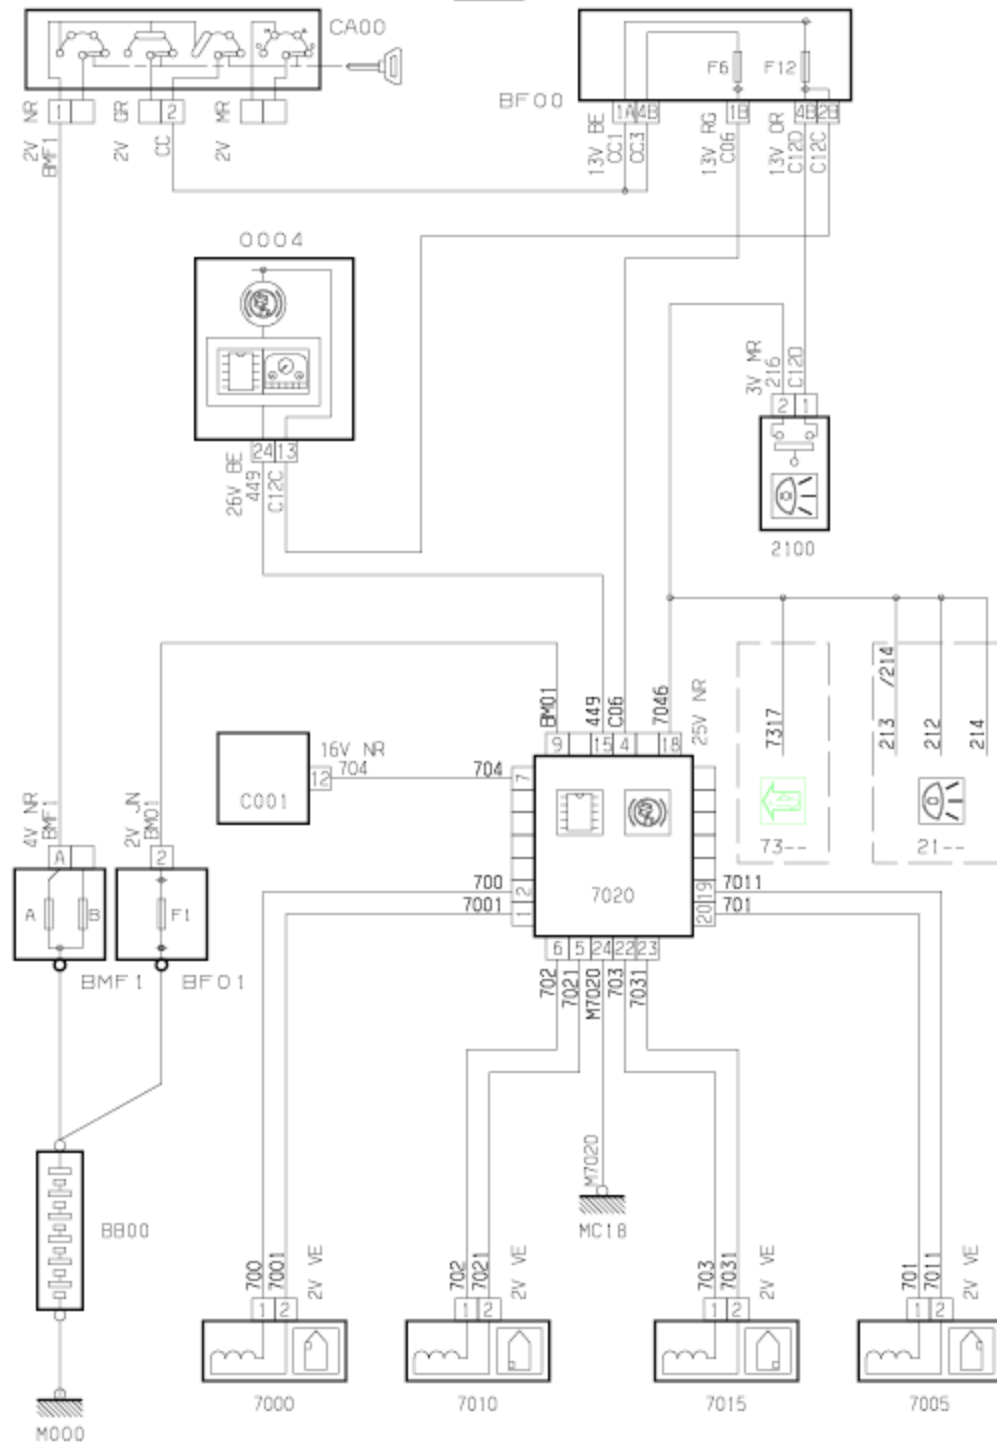 CA00
F6 F12
BF00
1 2
1A 4B 1B 4B 2B
2V NR
BMF1
2V GR
CC
2V MR
13V BE
CC1
CC3
13V RG
C06
13V OR
C12D
C12C
0004
24 13
26V BE
449
C12C
3V MR
216
C12D
2 1
2100
BM01
449
C06
7046
25V NR
9 15 4 18
7317
/214
213
212
214
16V NR
12 704 704 7
C001
73-- 21--
4V NR
BMF1
2V JN
BM01
A 2
A B F1
BMF1 BF01
700 2 7020 19 7011
7001 1 20 701
6 5 24 22 23
702
7021
M7020
703
7031
M7020
MC18
BB00
700
7001
2V VE
702
7021
2V VE
703
7031
2V VE
701
7011
2V VE
1 2 1 2 1 2 1 2
7000 7010 7015 7005
M000